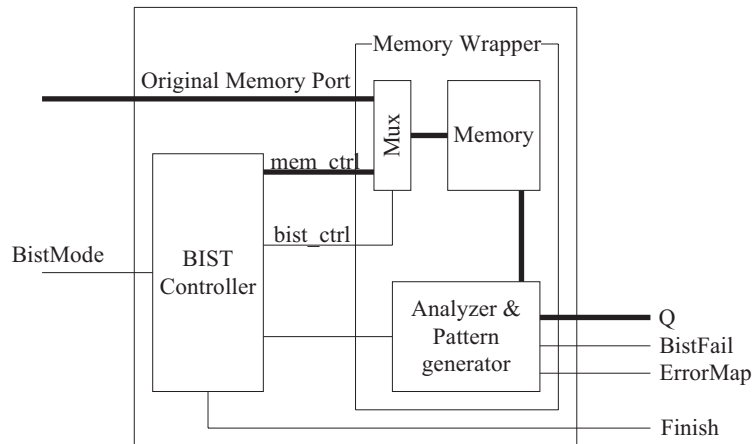 Memory Wrapper
Original Memory Port
Mux
Memory
mem_ctrl
bist_ctrl
BistMode
BIST
Controller
Analyzer &
Pattern
generator
Q
BistFail
ErrorMap
Finish